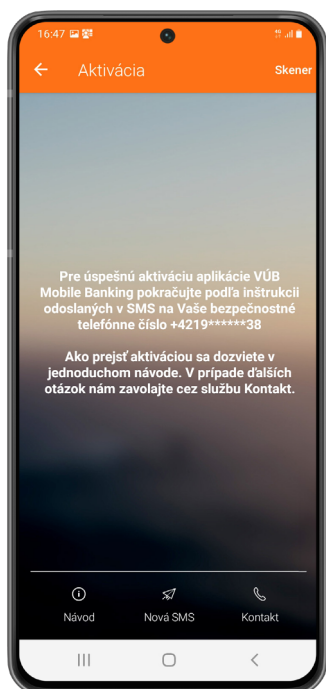 16:47
Aktivácia
Skener
Pre úspešnú aktiváciu aplikácie VÚB
Mobile Banking pokračujte podľa inštrukcii
odoslaných v SMS na Vaše bezpečnostné
telefónne číslo +4219******38
Ako prejsť aktiváciou sa dozviete v
jednoduchom návode. V prípade ďalších
otázok nám zavolajte cez službu Kontakt.
Návod
Nová SMS
Kontakt